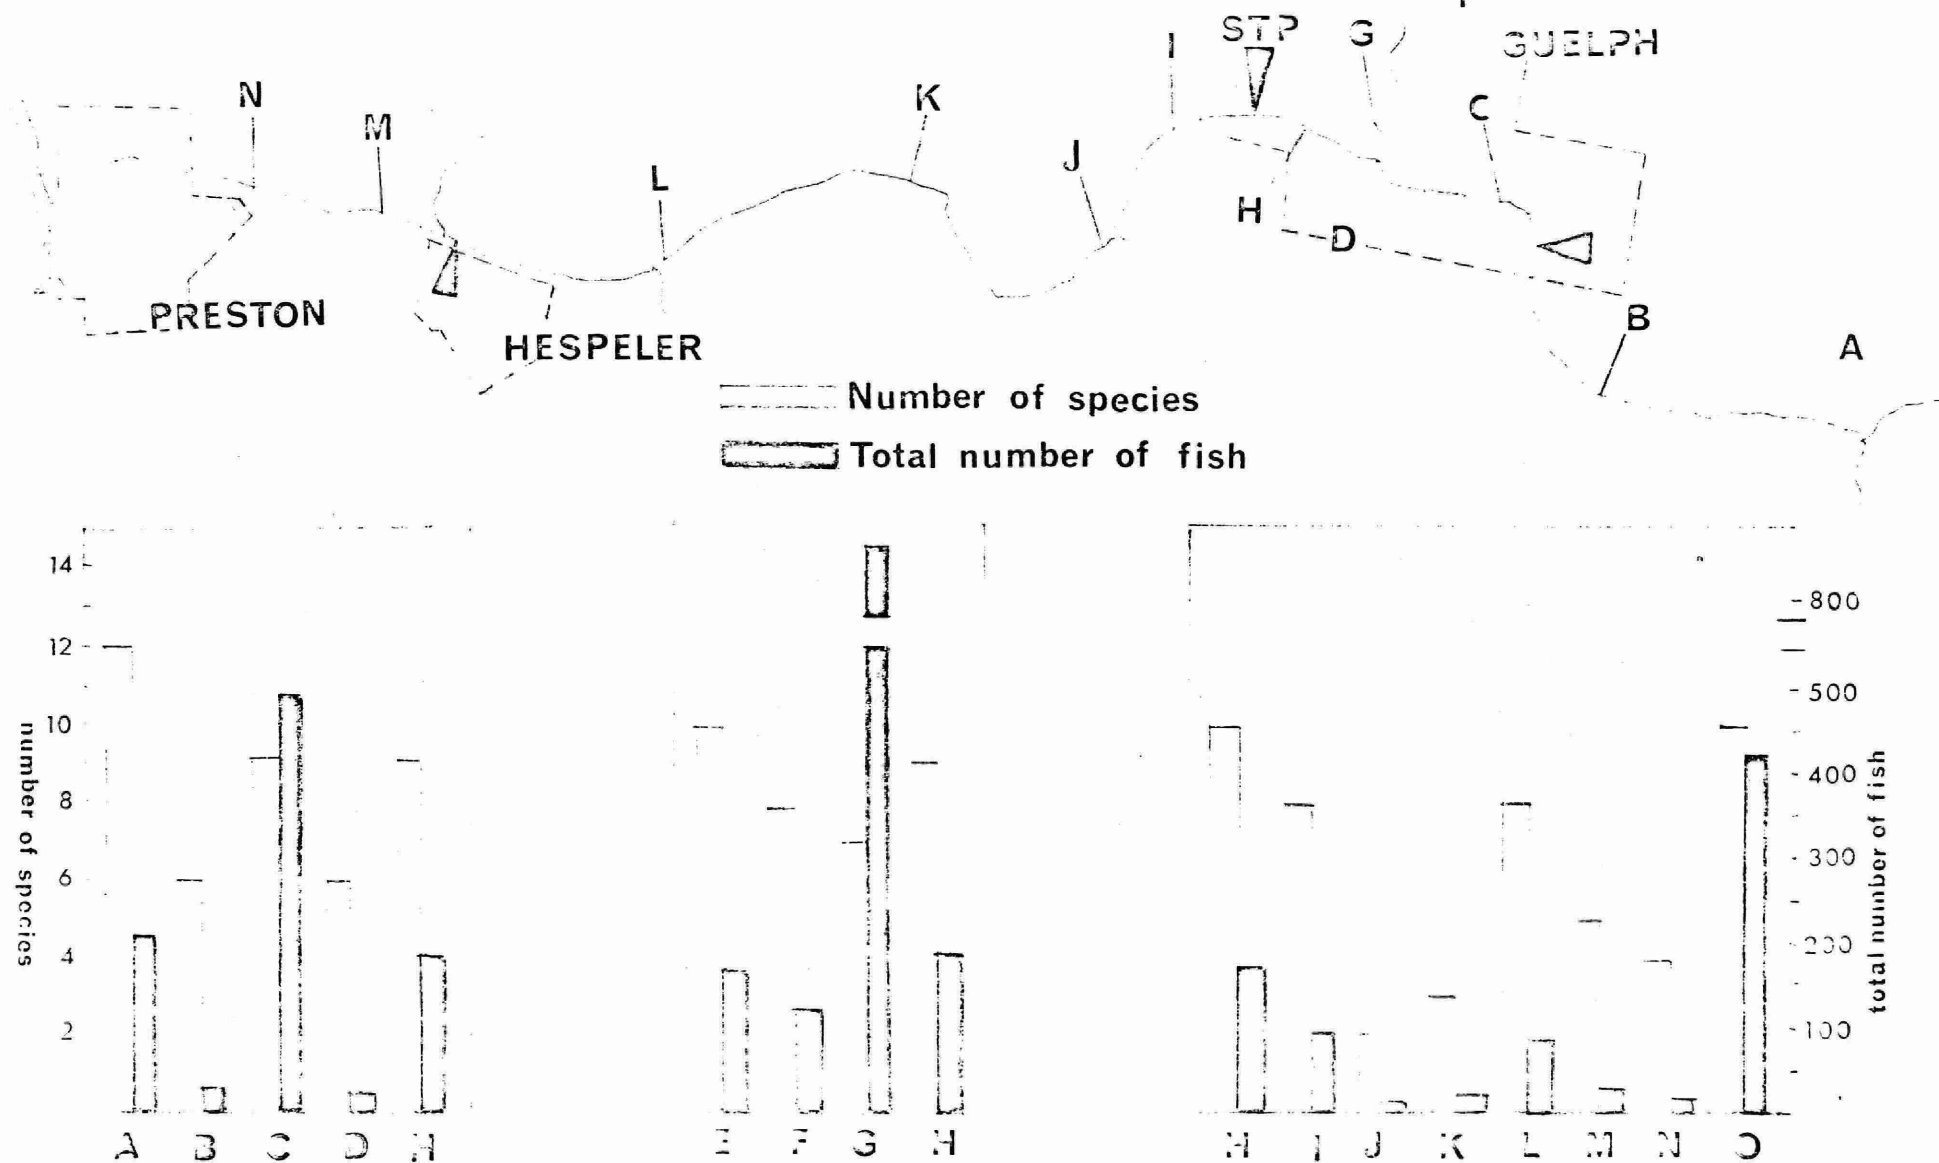 STP G GUELPH
I
N K C
M
L J
H D
PRESTON B
HESPELER A
Number of species
Total number of fish
14
12
10
8
6
4
2
number of species
800
500
400
300
200
100
total number of fish
A B C D H
E F G H
H I J K L M N O